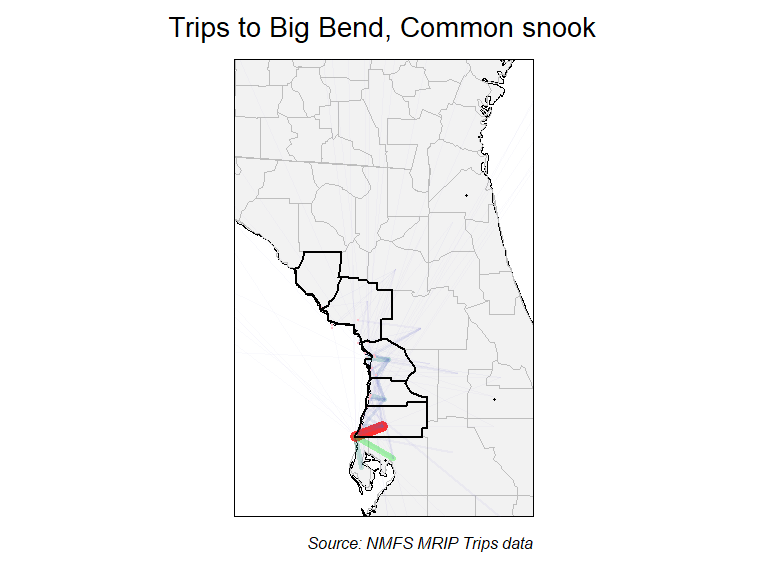 Trips to Big Bend, Common snook
Source: NMFS MRIP Trips data